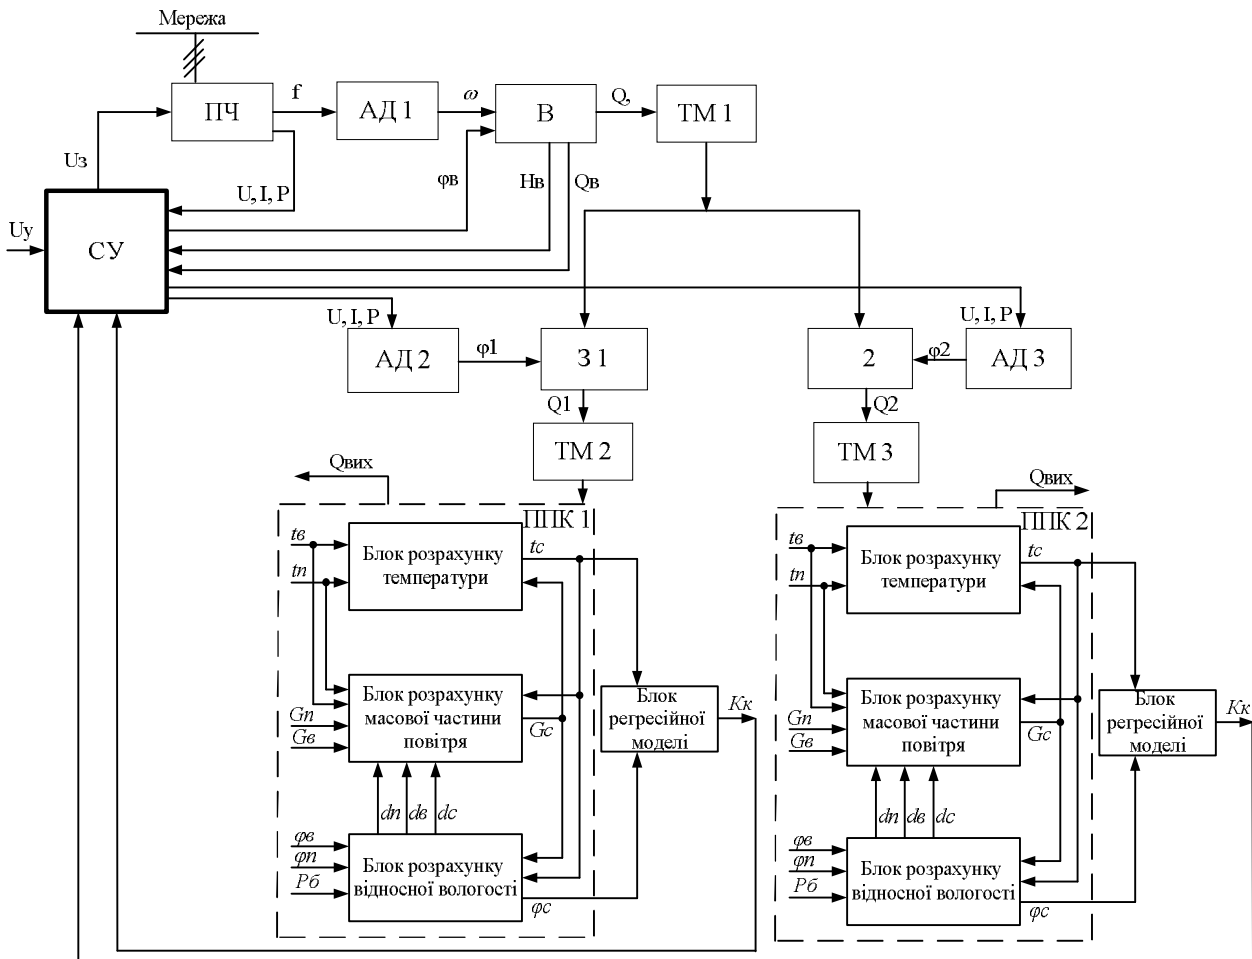 Мережа
ПЧ
f
АД 1
ω
В
Q,
ТМ 1
Uз
U, I, P
φв
Нв
Qв
Uу
СУ
U, I, P
АД 2
φ1
З 1
2
φ2
U, I, P
АД 3
Q1
Q2
ТМ 2
ТМ 3
Qвих
Qвих
ППК 1
tв
tп
Блок розрахунку
температури
tс
Блок розрахунку
масової частини
повітря
Gп
Gв
Gс
Блок
регресійної
моделі
Кк
dп
dв
dс
φв
φп
Рб
Блок розрахунку
відносної вологості
φс
ППК 2
tв
tп
Блок розрахунку
температури
tс
Блок розрахунку
масової частини
повітря
Gп
Gв
Gс
Блок
регресійної
моделі
Кк
dп
dв
dс
φв
φп
Рб
Блок розрахунку
відносної вологості
φс